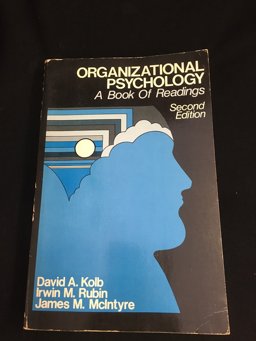 ORGANIZATIONAL
PSYCHOLOGY
A Book Of Readings
Second
Edition
David A. Kolb
Irwin M. Rubin
James M. McIntyre